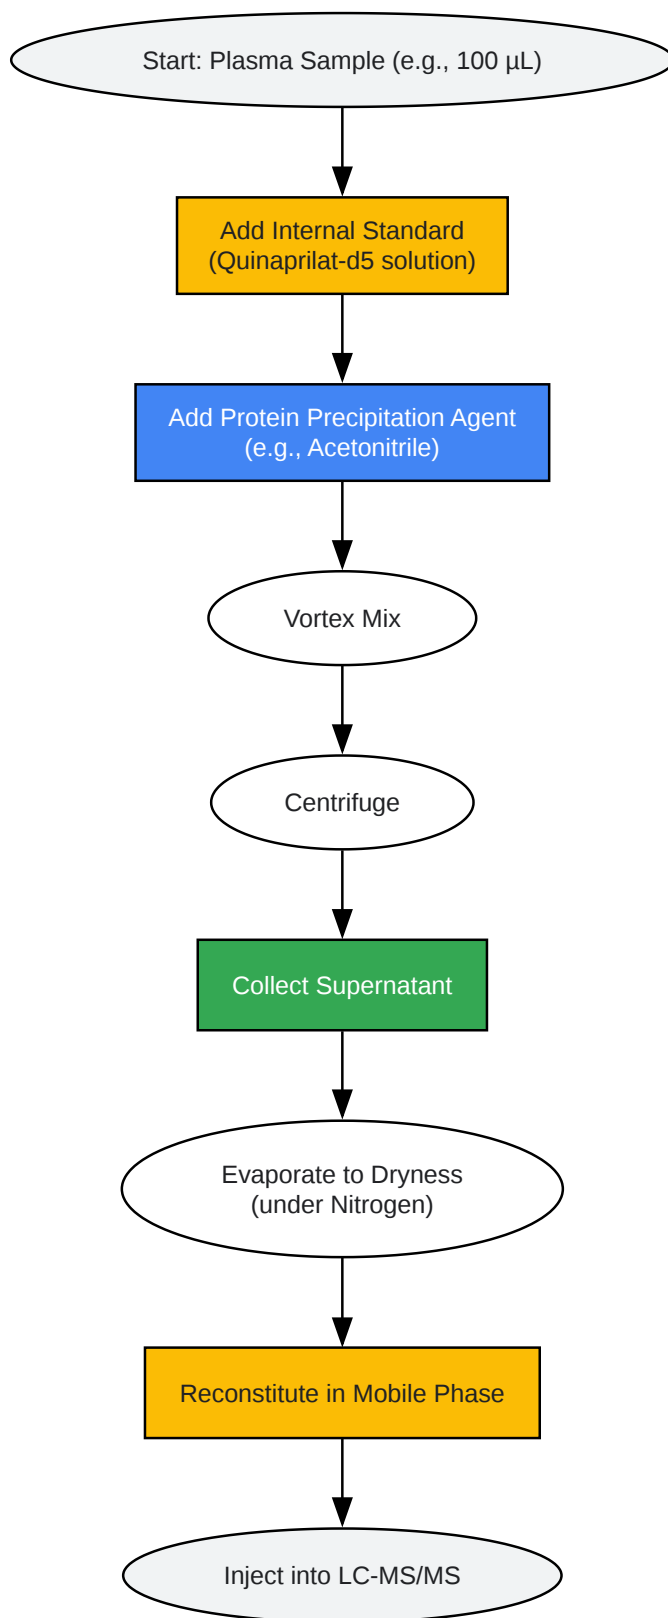 Start: Plasma Sample (e.g., 100 µL)
Add Internal Standard
(Quinaprilat-d5 solution)
Add Protein Precipitation Agent
(e.g., Acetonitrile)
Vortex Mix
Centrifuge
Collect Supernatant
Evaporate to Dryness
(under Nitrogen)
Reconstitute in Mobile Phase
Inject into LC-MS/MS